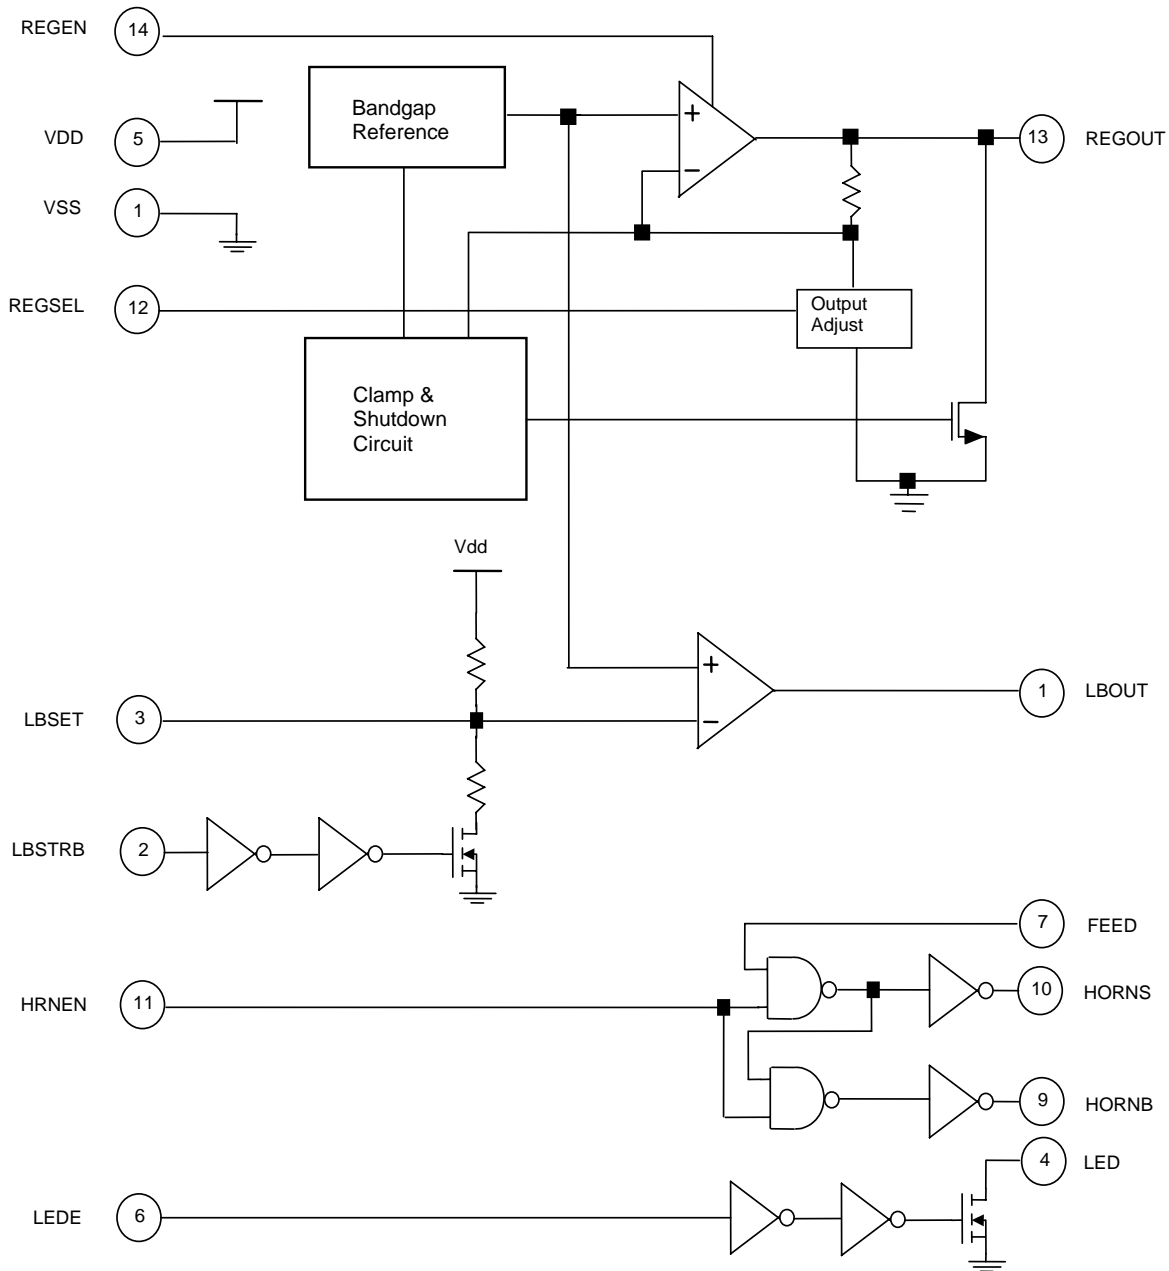 REGEN 14
Bandgap
Reference
+
−
VDD 5
13 REGOUT
VSS 1
REGSEL 12
Output
Adjust
Clamp &
Shutdown
Circuit
Vdd
+
−
LBSET 3
1 LBOUT
LBSTRB 2
7 FEED
HRNEN 11
10 HORNS
9 HORNB
4 LED
LEDE 6